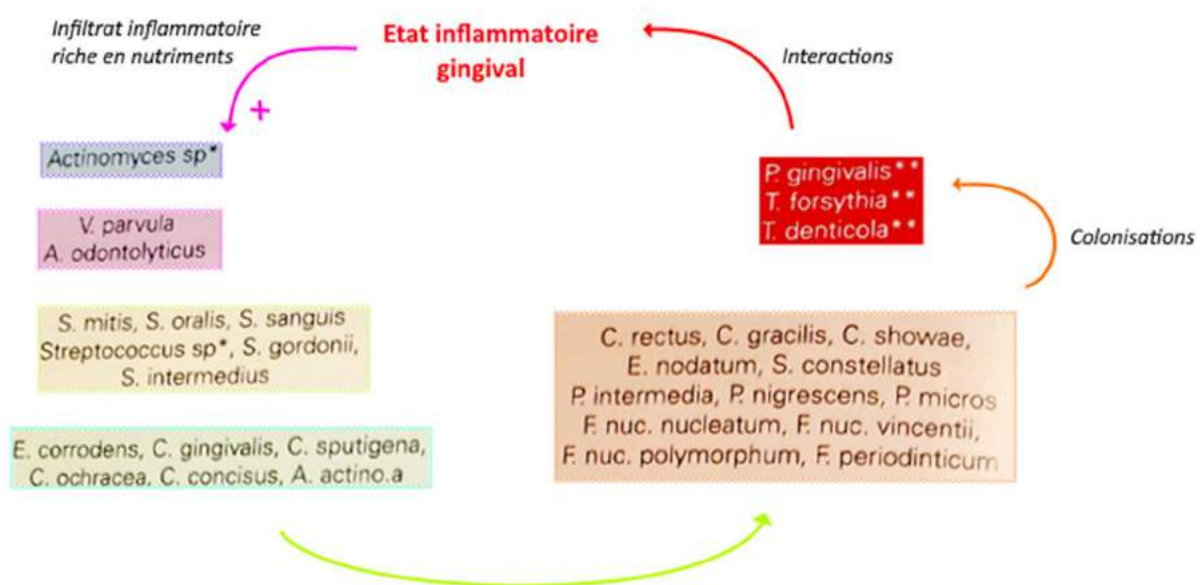 Infiltrat inflammatoire
riche en nutriments
Etat inflammatoire
gingival
Interactions
Actinomyces sp*
P. gingivalis**
T. forsythia**
T. denticola**
V. parvula
A. odontolyticus
Colonisations
S. mitis, S. oralis, S. sanguis
Streptococcus sp*, S. gordonii,
S. intermedius
C. rectus, C. gracilis, C. showae,
E. nodatum, S. constellatus
P. intermedia, P. nigrescens, P. micros
F. nuc. nucleatum, F. nuc. vincentii,
F. nuc. polymorphum, F. periodinticum
E. corrodens, C. gingivalis, C. sputigena,
C. ochracea, C. concisus, A. actino.a